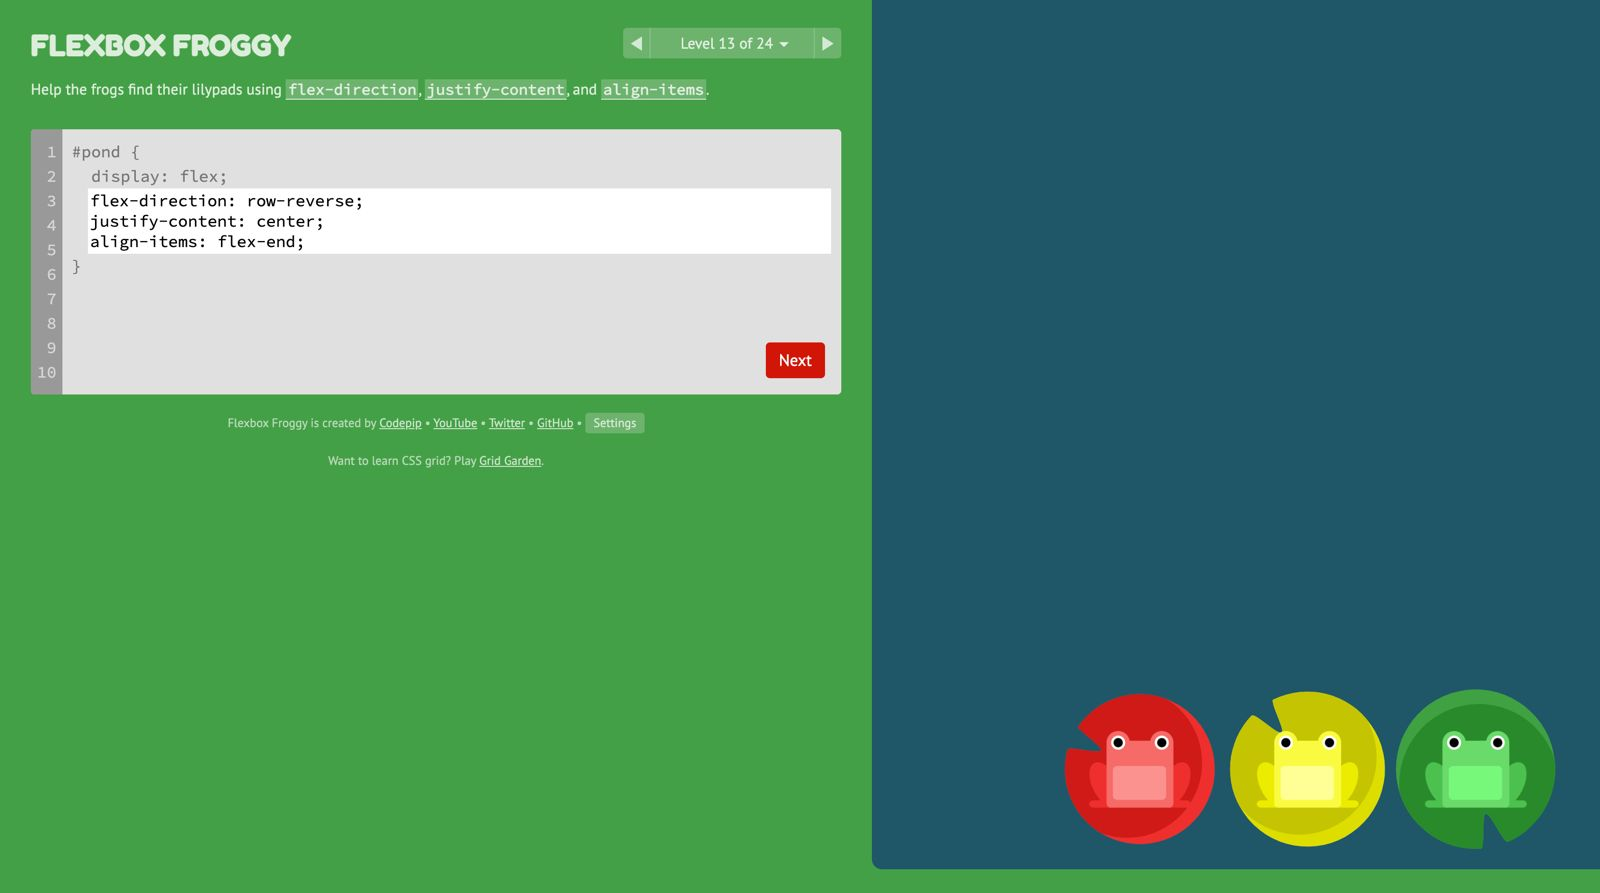 FLEXBOX FROGGY
Level 13 of 24
Help the frogs find their lilypads using flex-direction, justify-content, and align-items.
1 #pond {
2 display: flex;
3 flex-direction: row-reverse;
4 justify-content: center;
5 align-items: flex-end;
6 }
7
8
9
10
Next
Flexbox Froggy is created by Codepip • YouTube • Twitter • GitHub • Settings
Want to learn CSS grid? Play Grid Garden.